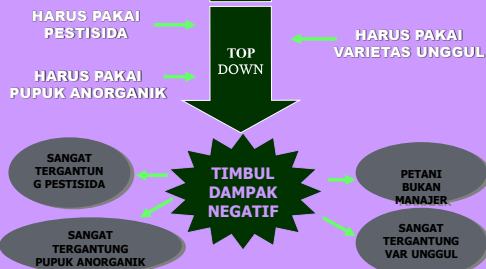 HARUS PAKAI
PESTISIDA
TOP
DOWN
HARUS PAKAI
VARIETAS UNGGUL
HARUS PAKAI
PUPUK ANORGANIK
SANGAT
TERGANTUN
G PESTISIDA
TIMBUL
DAMPAK
NEGATIF
PETANI
BUKAN
MANAJER
SANGAT
TERGANTUNG
PUPUK ANORGANIK
SANGAT
TERGANTUNG
VAR UNGGUL